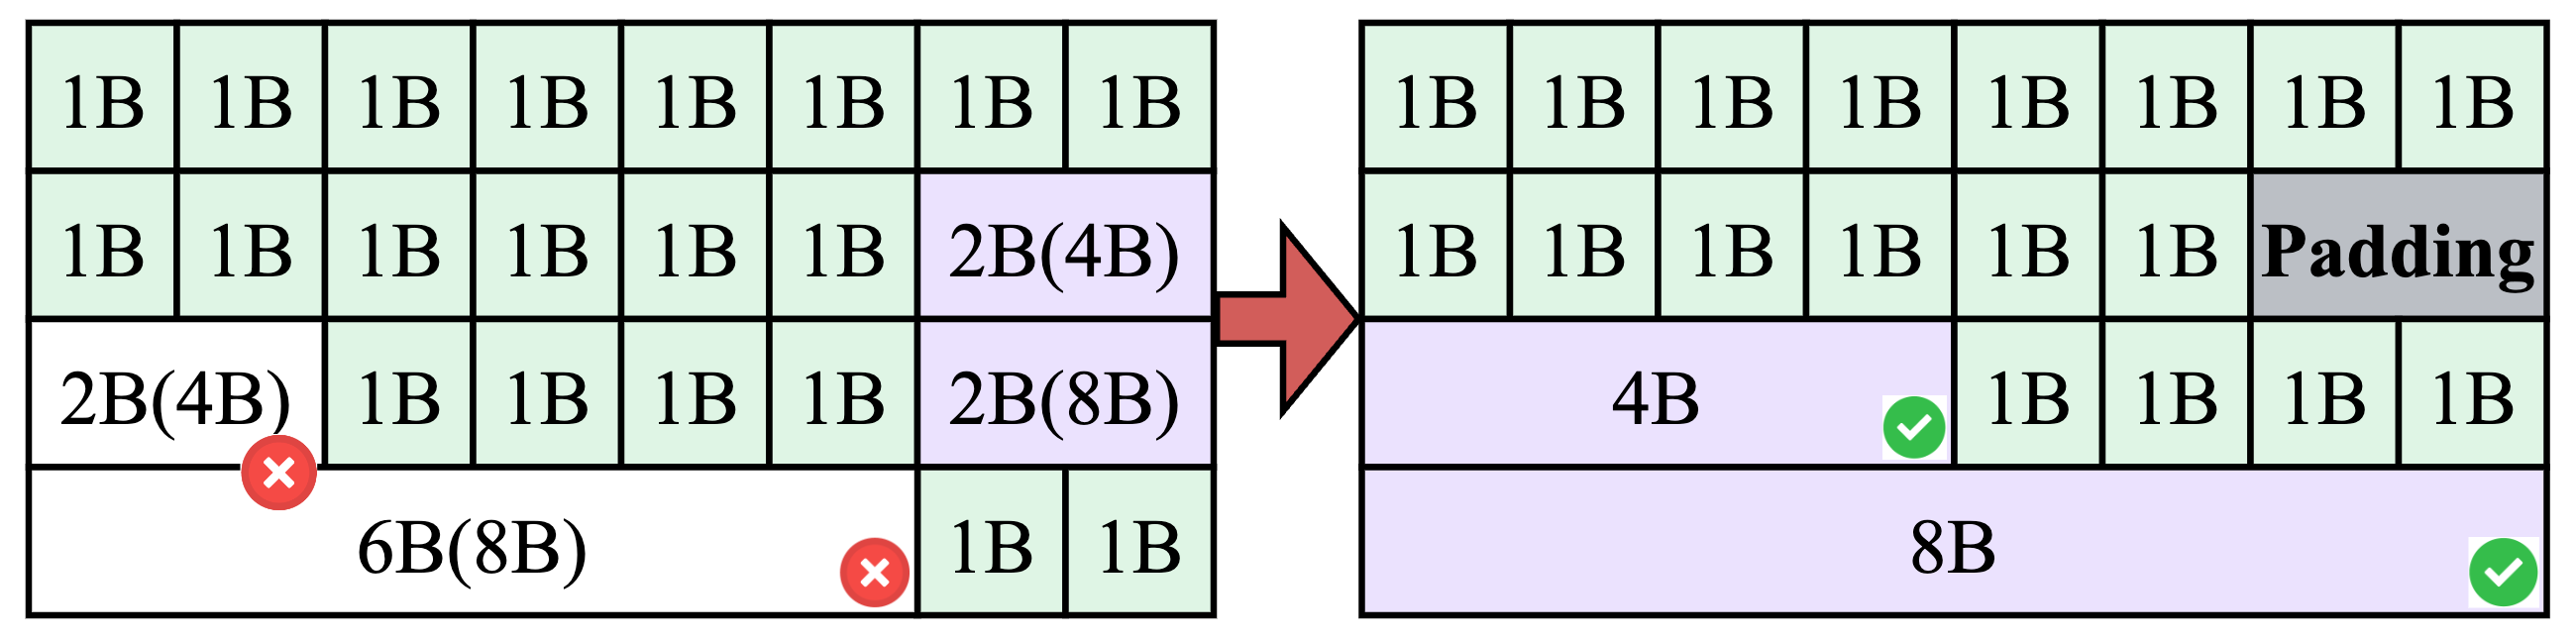 1B 1B 1B 1B 1B 1B 1B 1B
1B 1B 1B 1B 1B 1B 2B(4B)
2B(4B) 1B 1B 1B 1B 2B(8B)
6B(8B) 1B 1B
1B 1B 1B 1B 1B 1B 1B 1B
1B 1B 1B 1B 1B 1B Padding
4B 1B 1B 1B 1B
8B